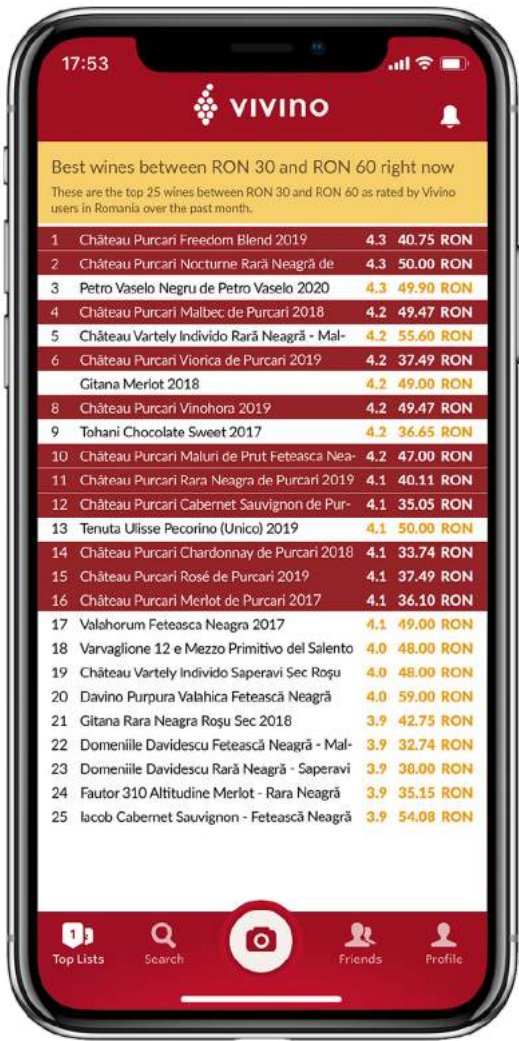 17:53
VIVINO
Best wines between RON 30 and RON 60 right now
These are the top 25 wines between RON 30 and RON 60 as rated by Vivino
users in Romania over the past month.
1 Château Purcari Freedom Blend 2019 4.3 40.75 RON
2 Château Purcari Nocturne Rară Neagră de 4.3 50.00 RON
3 Petro Vaselo Negru de Petro Vaselo 2020 4.3 49.90 RON
4 Château Purcari Malbec de Purcari 2018 4.2 49.47 RON
5 Château Vartely Individo Rară Neagră - Mal- 4.2 55.60 RON
6 Château Purcari Viorica de Purcari 2019 4.2 37.49 RON
Gitana Merlot 2018 4.2 49.00 RON
8 Château Purcari Vinohora 2019 4.2 49.47 RON
9 Tohani Chocolate Sweet 2017 4.2 36.65 RON
10 Château Purcari Maluri de Prut Feteasca Nea- 4.2 47.00 RON
11 Château Purcari Rara Neagra de Purcari 2019 4.1 40.11 RON
12 Château Purcari Cabernet Sauvignon de Pur- 4.1 35.05 RON
13 Tenuta Ulisse Pecorino (Unico) 2019 4.1 50.00 RON
14 Château Purcari Chardonnay de Purcari 2018 4.1 33.74 RON
15 Château Purcari Rosé de Purcari 2019 4.1 37.49 RON
16 Château Purcari Merlot de Purcari 2017 4.1 36.10 RON
17 Valahorum Feteasca Neagra 2017 4.1 49.00 RON
18 Varvaglione 12 e Mezzo Primitivo del Salento 4.0 48.00 RON
19 Château Vartely Individo Saperavi Sec Roşu 4.0 48.00 RON
20 Davino Purpura Valahica Fetească Neagră 4.0 59.00 RON
21 Gitana Rara Neagra Roşu Sec 2018 3.9 42.75 RON
22 Domeniile Davidescu Fetească Neagră - Mal- 3.9 32.74 RON
23 Domeniile Davidescu Rară Neagră - Saperavi 3.9 38.00 RON
24 Fautor 310 Altitudine Merlot - Rara Neagră 3.9 35.15 RON
25 Iacob Cabernet Sauvignon - Fetească Neagră 3.9 54.08 RON
1 2
Top Lists Search Friends Profile